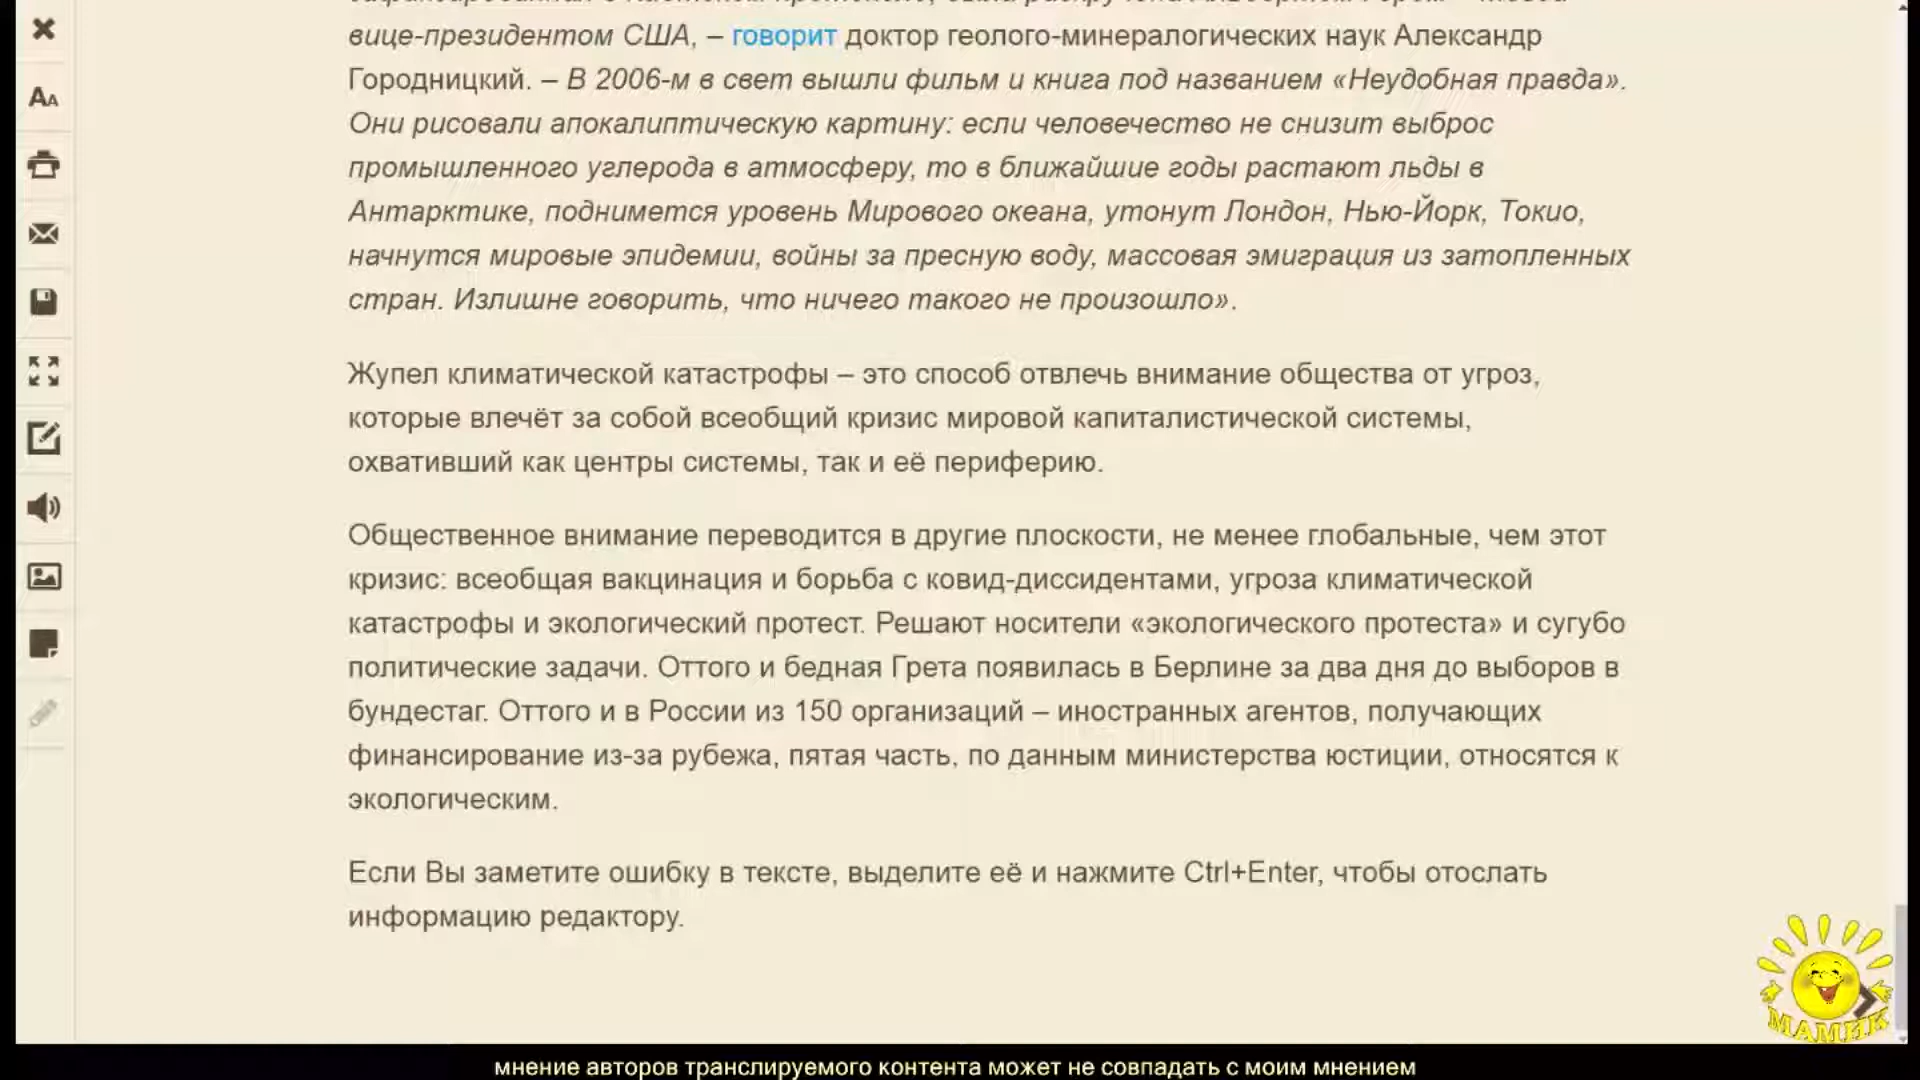 вице-президентом США, – говорит доктор геолого-минералогических наук Александр
Городницкий. – В 2006-м в свет вышли фильм и книга под названием «Неудобная правда».
Они рисовали апокалиптическую картину: если человечество не снизит выброс
промышленного углерода в атмосферу, то в ближайшие годы растают льды в
Антарктике, поднимется уровень Мирового океана, утонут Лондон, Нью-Йорк, Токио,
начнутся мировые эпидемии, войны за пресную воду, массовая эмиграция из затопленных
стран. Излишне говорить, что ничего такого не произошло».
Жупел климатической катастрофы – это способ отвлечь внимание общества от угроз,
которые влечёт за собой всеобщий кризис мировой капиталистической системы,
охвативший как центры системы, так и её периферию.
Общественное внимание переводится в другие плоскости, не менее глобальные, чем этот
кризис: всеобщая вакцинация и борьба с ковид-диссидентами, угроза климатической
катастрофы и экологический протест. Решают носители «экологического протеста» и сугубо
политические задачи. Оттого и бедная Грета появилась в Берлине за два дня до выборов в
бундестаг. Оттого и в России из 150 организаций – иностранных агентов, получающих
финансирование из-за рубежа, пятая часть, по данным министерства юстиции, относятся к
экологическим.
Если Вы заметите ошибку в тексте, выделите её и нажмите Ctrl+Enter, чтобы отослать
информацию редактору.
МАМИК
мнение авторов транслируемого контента может не совпадать с моим мнением